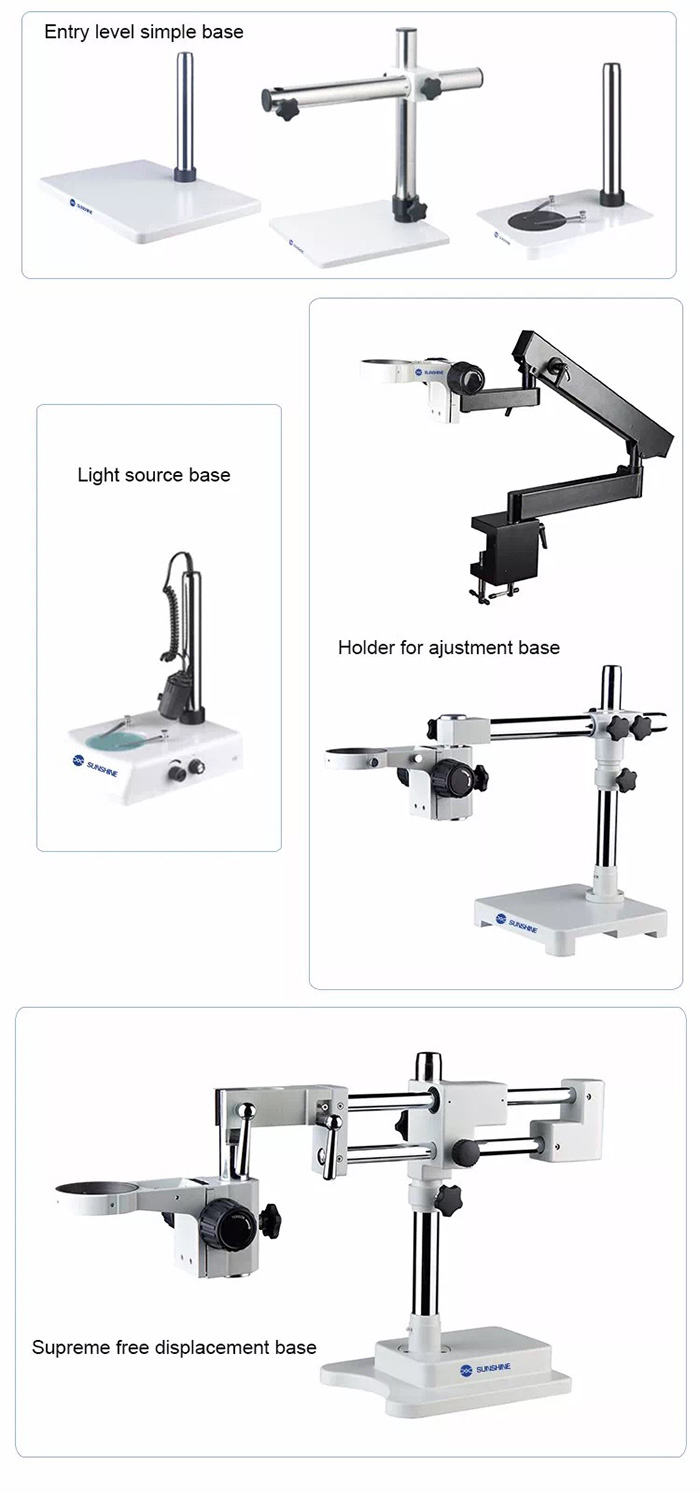 Entry level simple base
SUNSHINE
SUNSHINE
SUNSHINE
Light source base
SUNSHINE
SUNSHINE
Holder for ajustment base
SUNSHINE
Supreme free displacement base
SUNSHINE